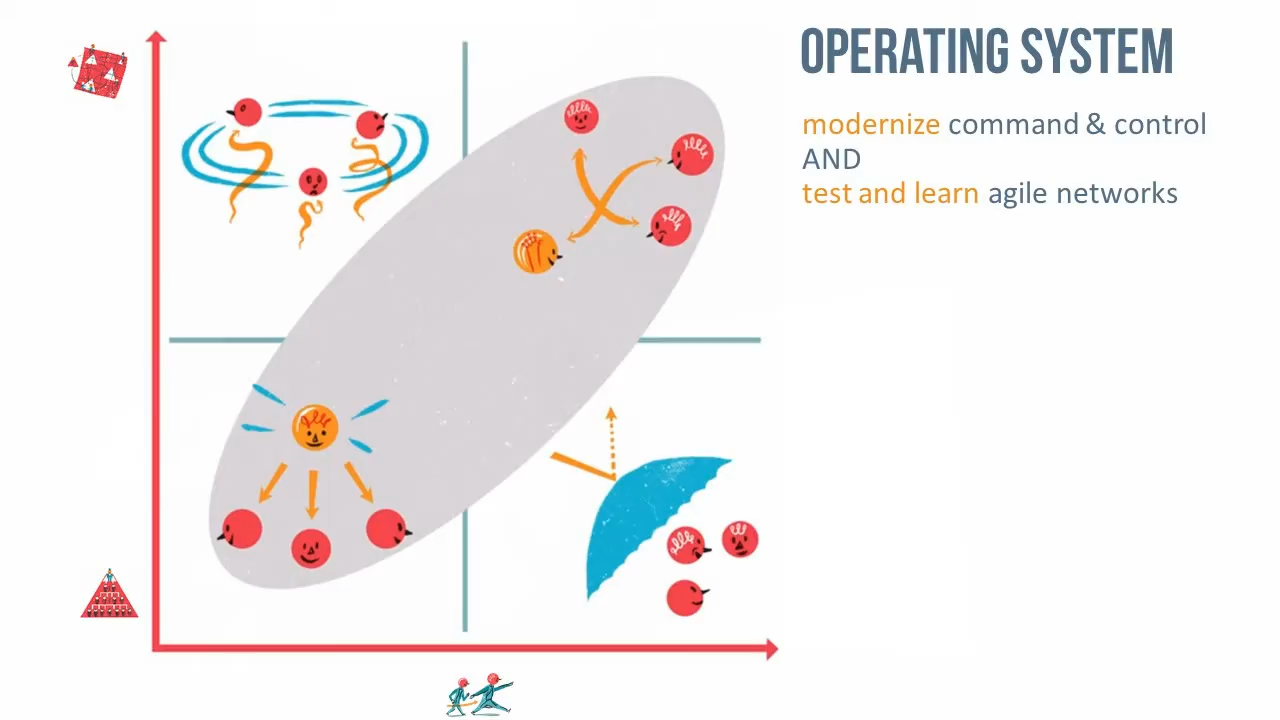 OPERATING SYSTEM
modernize command & control
AND
test and learn agile networks